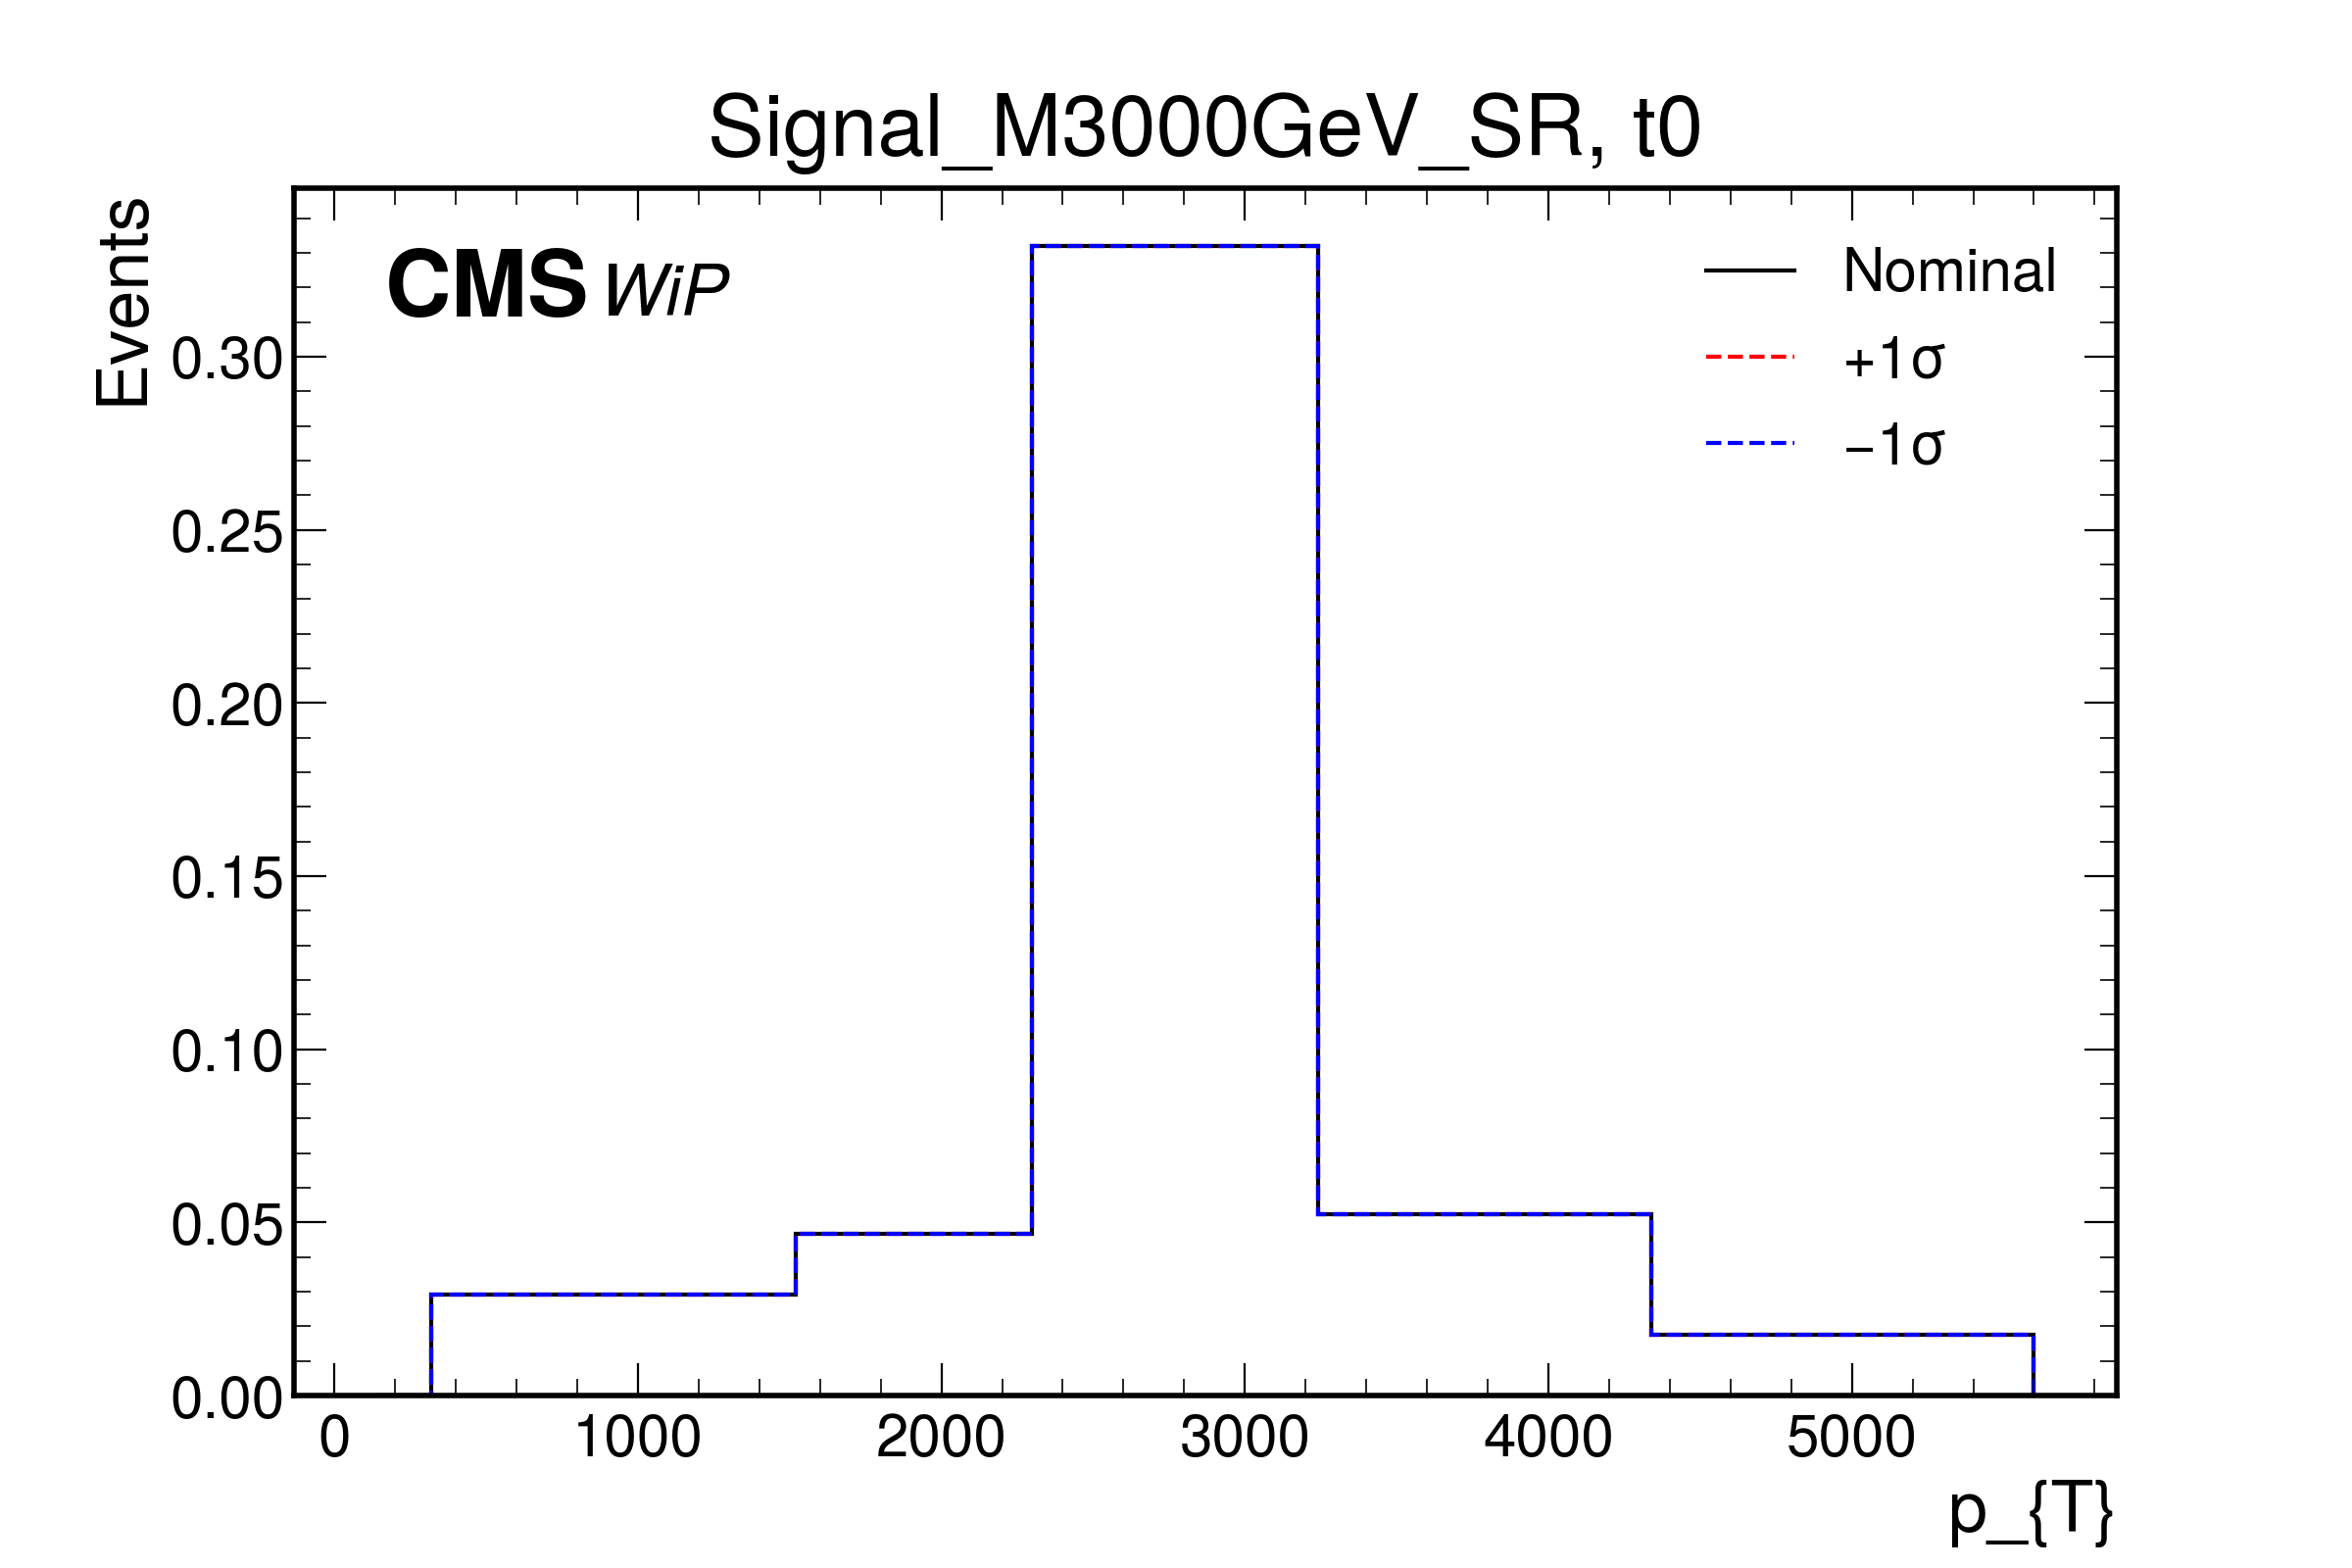 Signal_M3000GeV_SR, t0
Events
CMS WiP
Nominal
+1σ
−1σ
0.30
0.25
0.20
0.15
0.10
0.05
0.00
0 1000 2000 3000 4000 5000
p_{T}